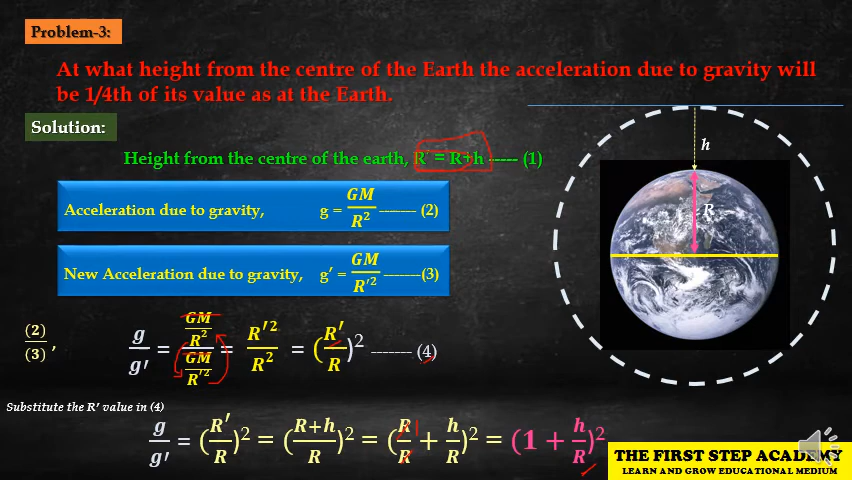 Problem-3:
At what height from the centre of the Earth the acceleration due to gravity will
be 1/4th of its value as at the Earth.
Solution:
Height from the centre of the earth, R′ = R+h ----- (1)
h
R
Acceleration due to gravity, g = GM/R² ------- (2)
New Acceleration due to gravity, g′ = GM/R′² -------(3)
(2)/(3) , g/g′ = (GM/R²)/(GM/R′²) = R′²/R² = (R′/R)² ------- (4)
Substitute the R′ value in (4)
g/g′ = (R′/R)² = (R+h/R)² = (R/R + h/R)² = (1 + h/R)²
1
THE FIRST STEP ACADEMY
LEARN AND GROW EDUCATIONAL MEDIUM